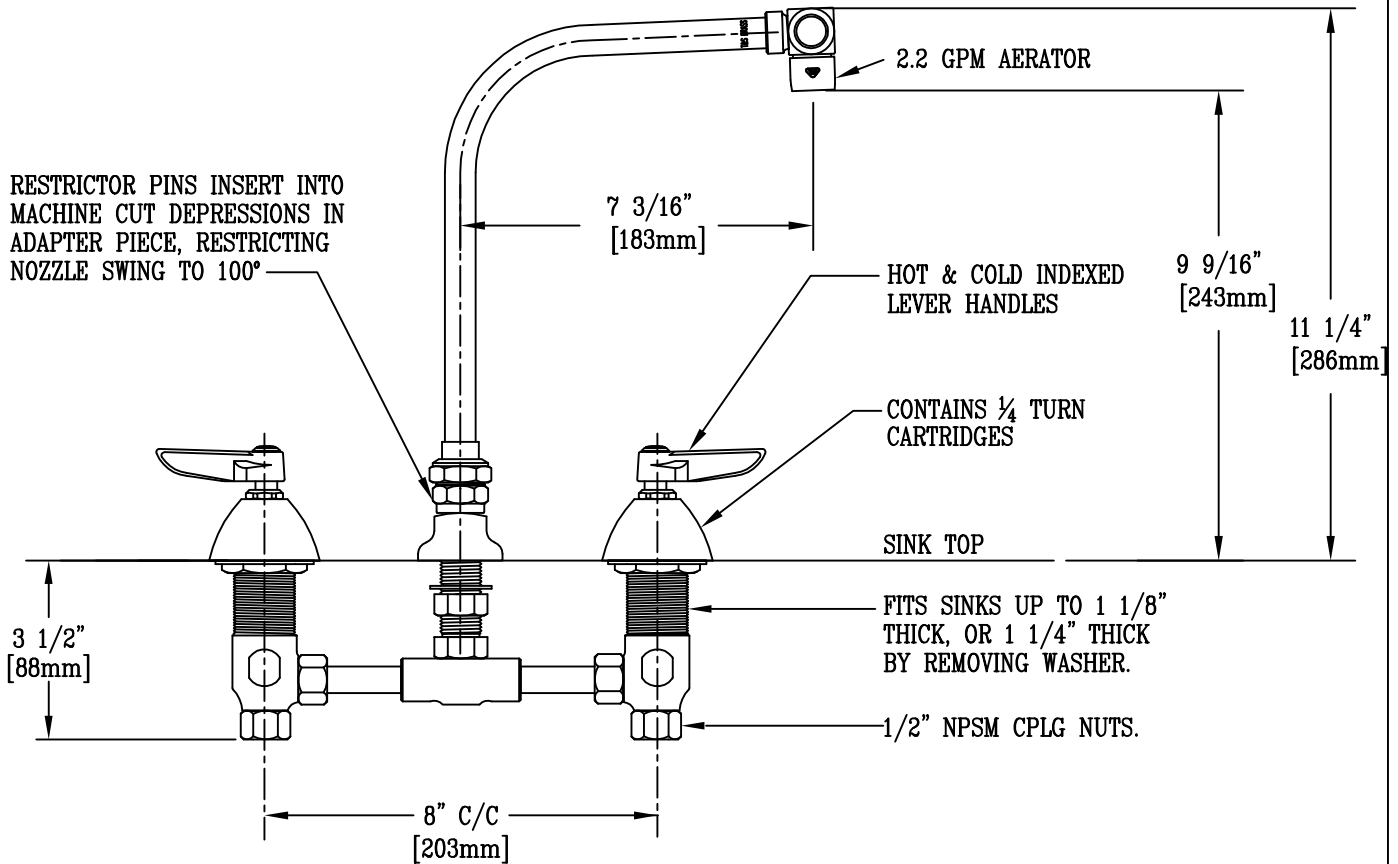 2.2 GPM AERATOR
RESTRICTOR PINS INSERT INTO
MACHINE CUT DEPRESSIONS IN
ADAPTER PIECE, RESTRICTING
NOZZLE SWING TO 100°
7 3/16"
[183mm]
HOT & COLD INDEXED
LEVER HANDLES
9 9/16"
[243mm]
11 1/4"
[286mm]
CONTAINS ¼ TURN
CARTRIDGES
SINK TOP
3 1/2"
[88mm]
FITS SINKS UP TO 1 1/8"
THICK, OR 1 1/4" THICK
BY REMOVING WASHER.
1/2" NPSM CPLG NUTS.
8" C/C
[203mm]